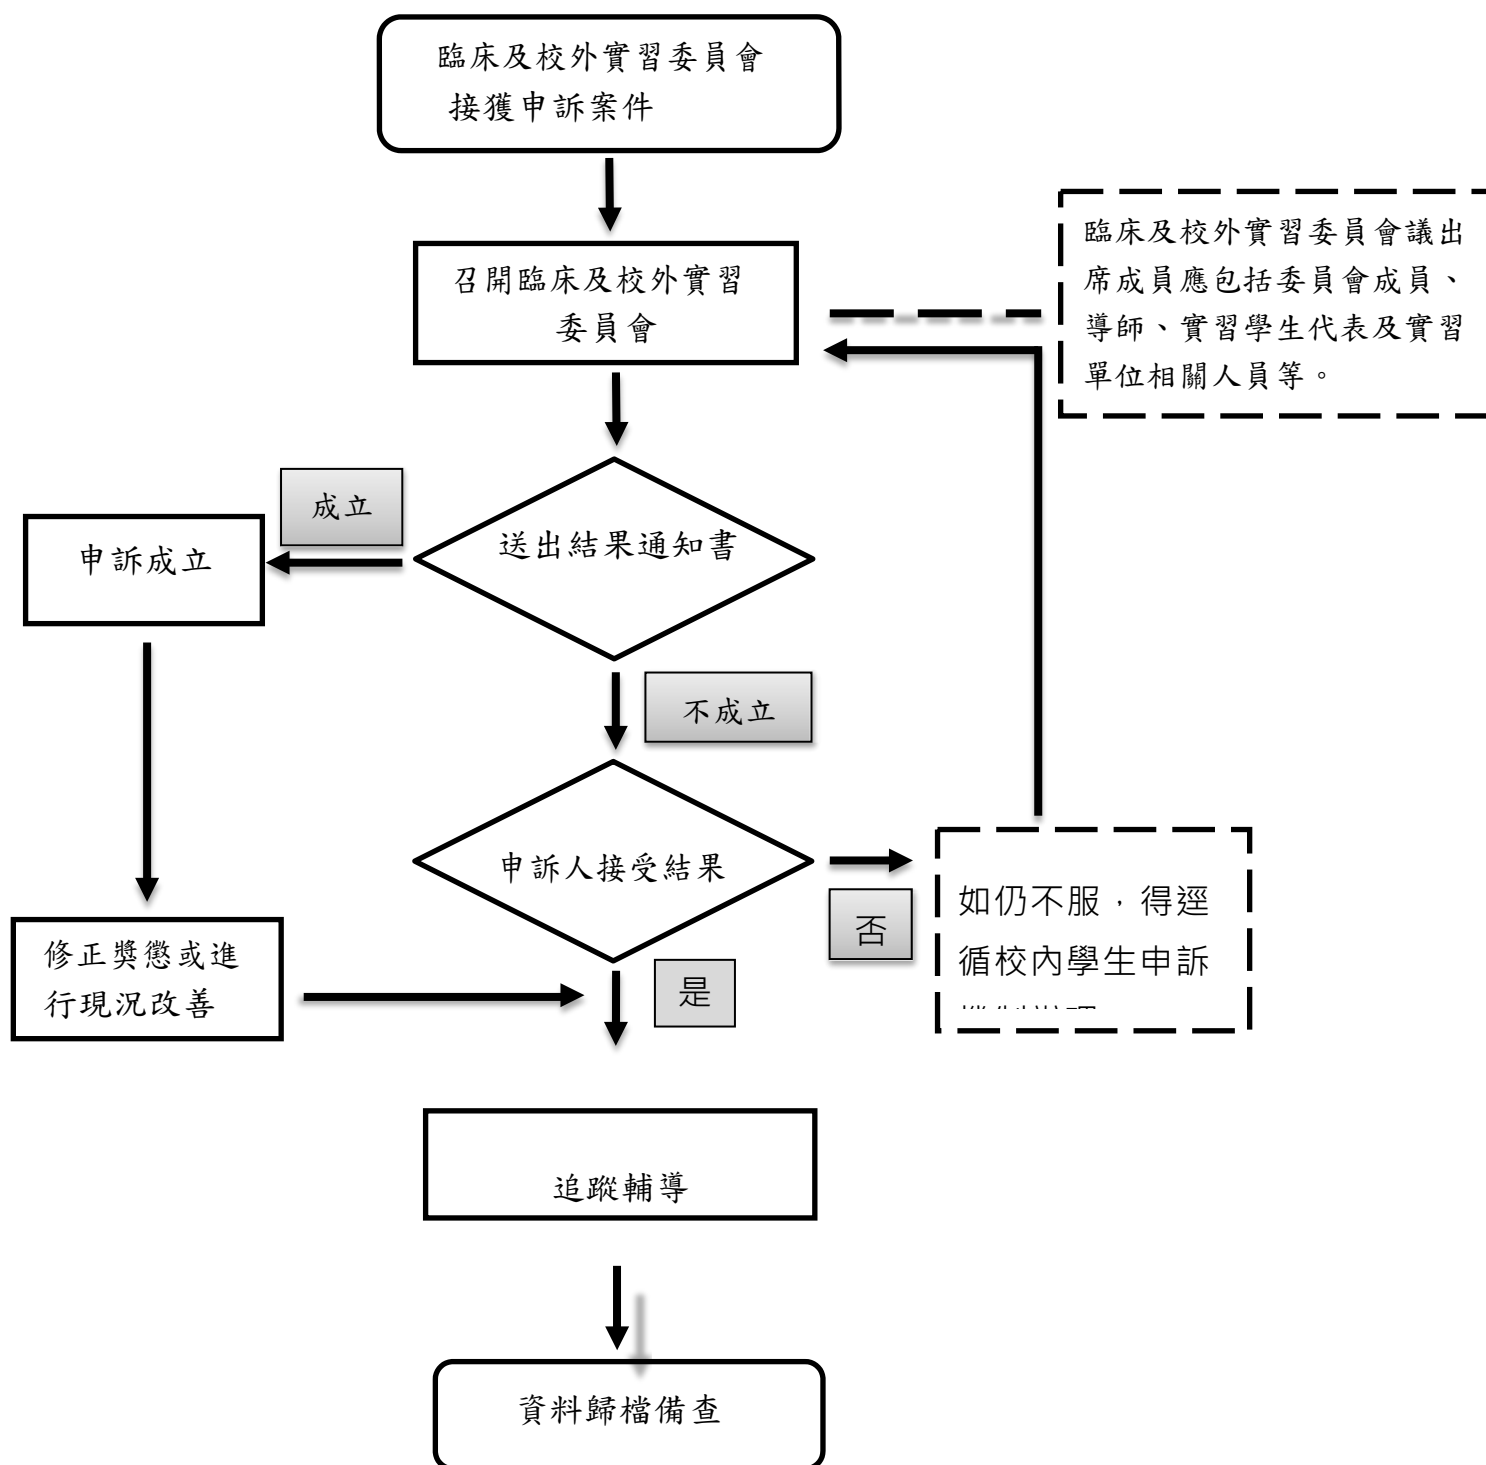 臨床及校外實習委員會
接獲申訴案件
臨床及校外實習委員會議出
席成員應包括委員會成員、
導師、實習學生代表及實習
單位相關人員等。
召開臨床及校外實習
委員會
成立
送出結果通知書
申訴成立
不成立
申訴人接受結果
否
如仍不服，得逕
循校內學生申訴
修正獎懲或進
行現況改善
是
追蹤輔導
資料歸檔備查